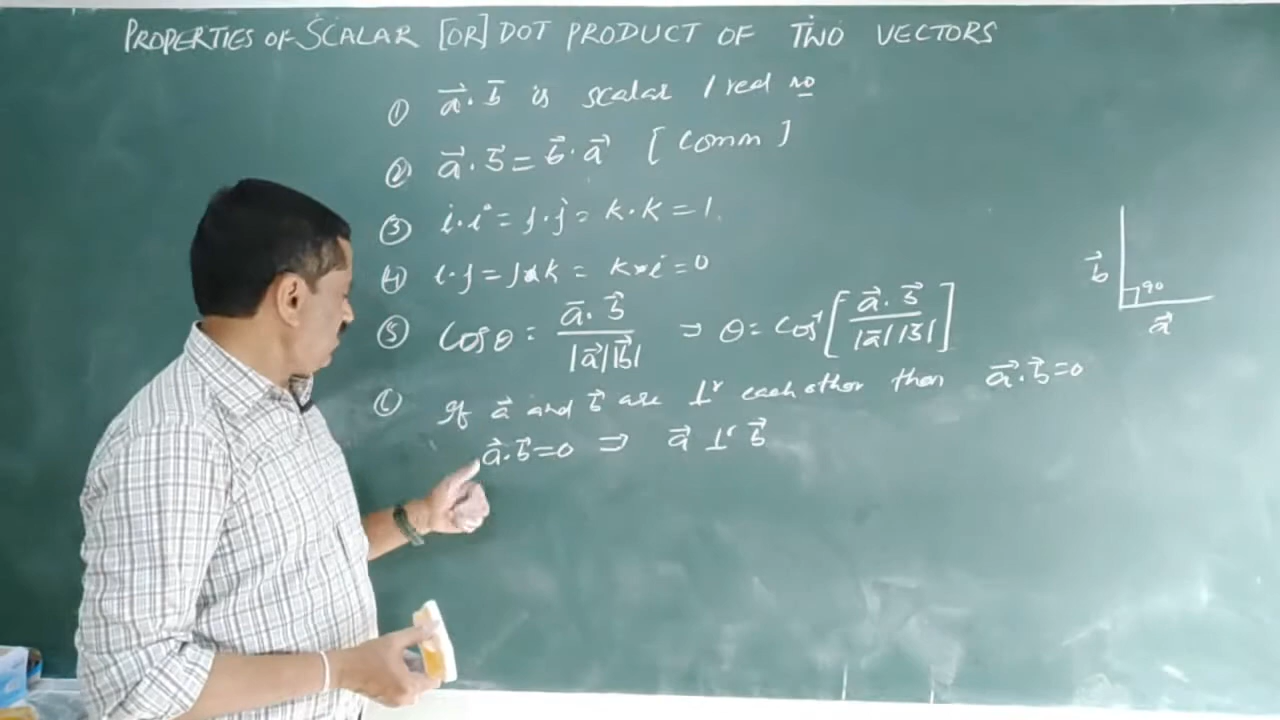 PROPERTIES OF SCALAR [OR] DOT PRODUCT OF TWO VECTORS
① a⃗ · b̄ is scalar / real no
② a⃗ · b⃗ = b⃗ · a⃗ [comm]
③ i·i = j·j = k·k = 1.
④ i·j = j·k = k·i = 0
⑤ Cosθ = a̅ · b⃗ / |a⃗||b⃗| ⇒ θ = Cos⁻¹[a⃗ · b⃗ / |a̅||b̅|]
⑥ If a⃗ and b⃗ are ⊥r each other then a⃗ · b⃗ = 0
a⃗ · b⃗ = 0 ⇒ a⃗ ⊥r b⃗
b⃗
90
a⃗